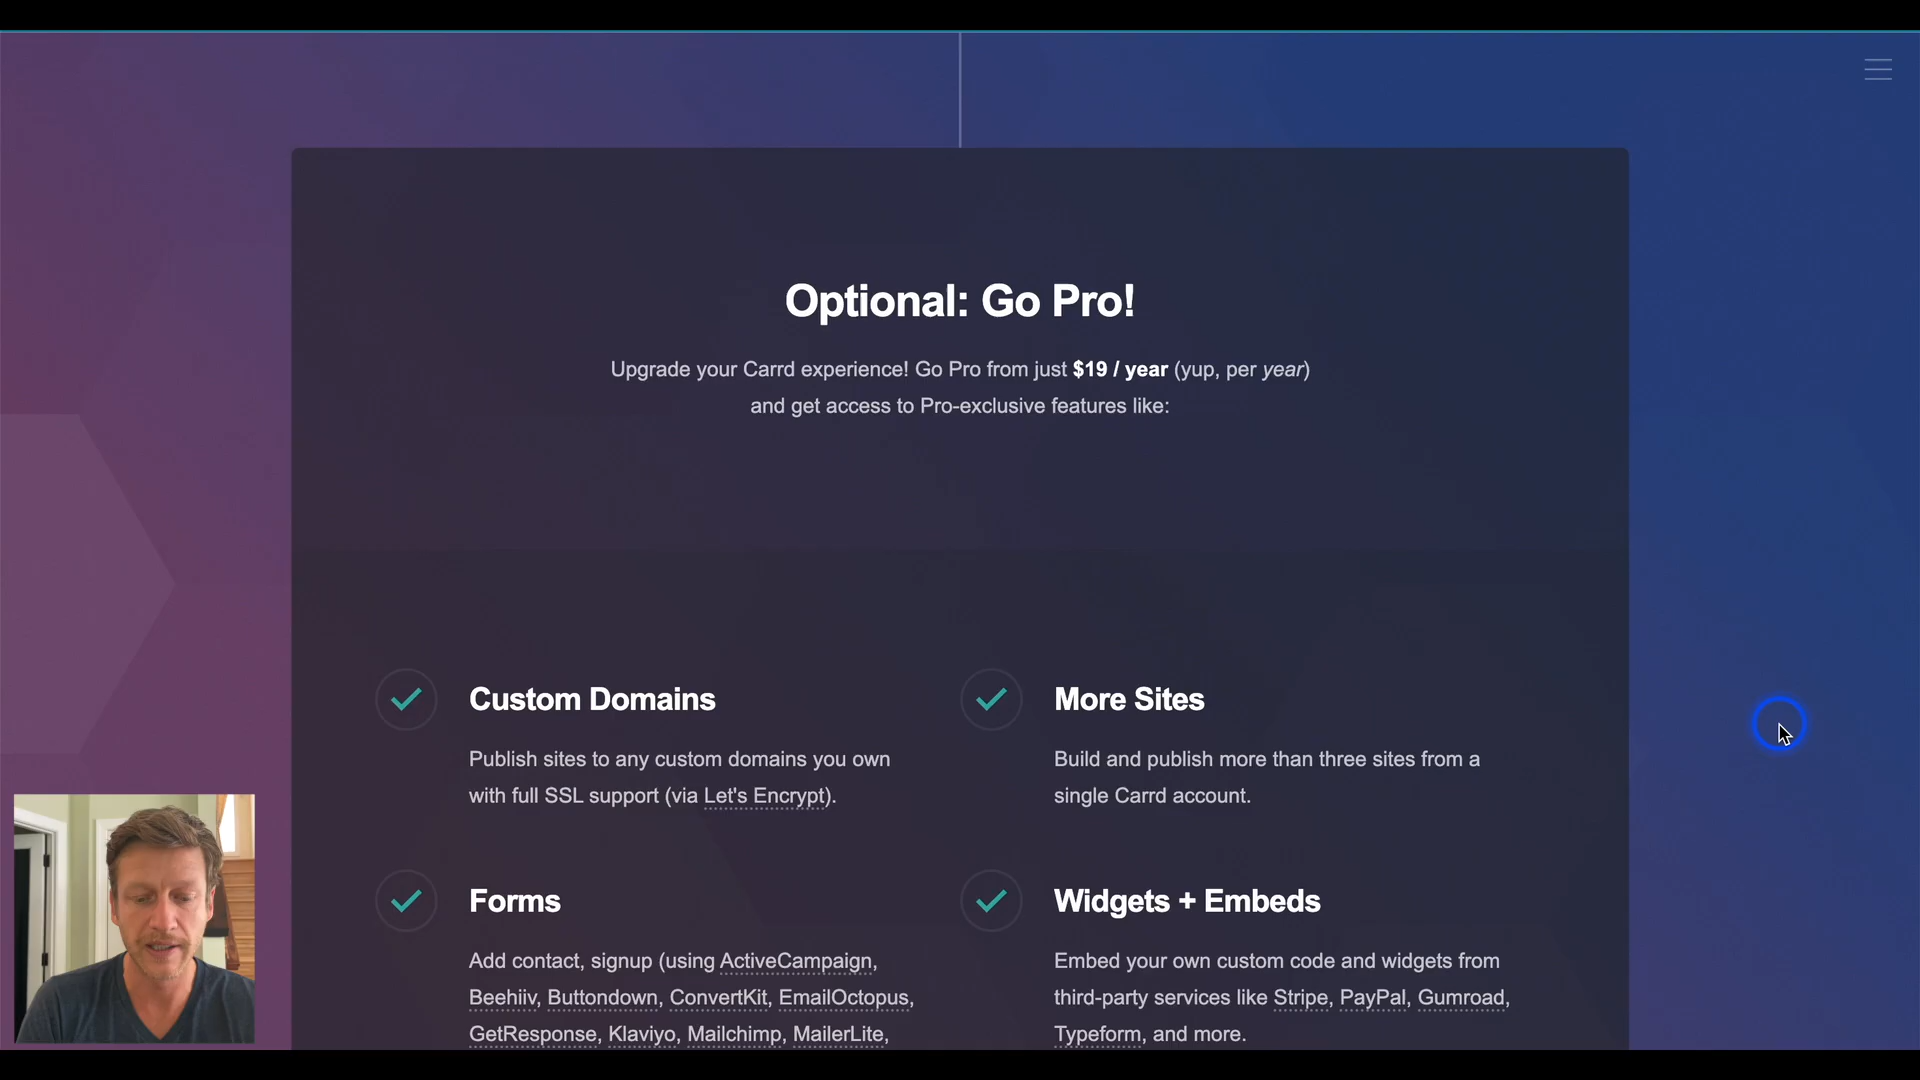 Optional: Go Pro!
Upgrade your Carrd experience! Go Pro from just $19 / year (yup, per year)
and get access to Pro-exclusive features like:
Custom Domains
Publish sites to any custom domains you own
with full SSL support (via Let's Encrypt).
More Sites
Build and publish more than three sites from a
single Carrd account.
Forms
Add contact, signup (using ActiveCampaign,
Beehiiv, Buttondown, ConvertKit, EmailOctopus,
GetResponse, Klaviyo, Mailchimp, MailerLite,
Widgets + Embeds
Embed your own custom code and widgets from
third-party services like Stripe, PayPal, Gumroad,
Typeform, and more.